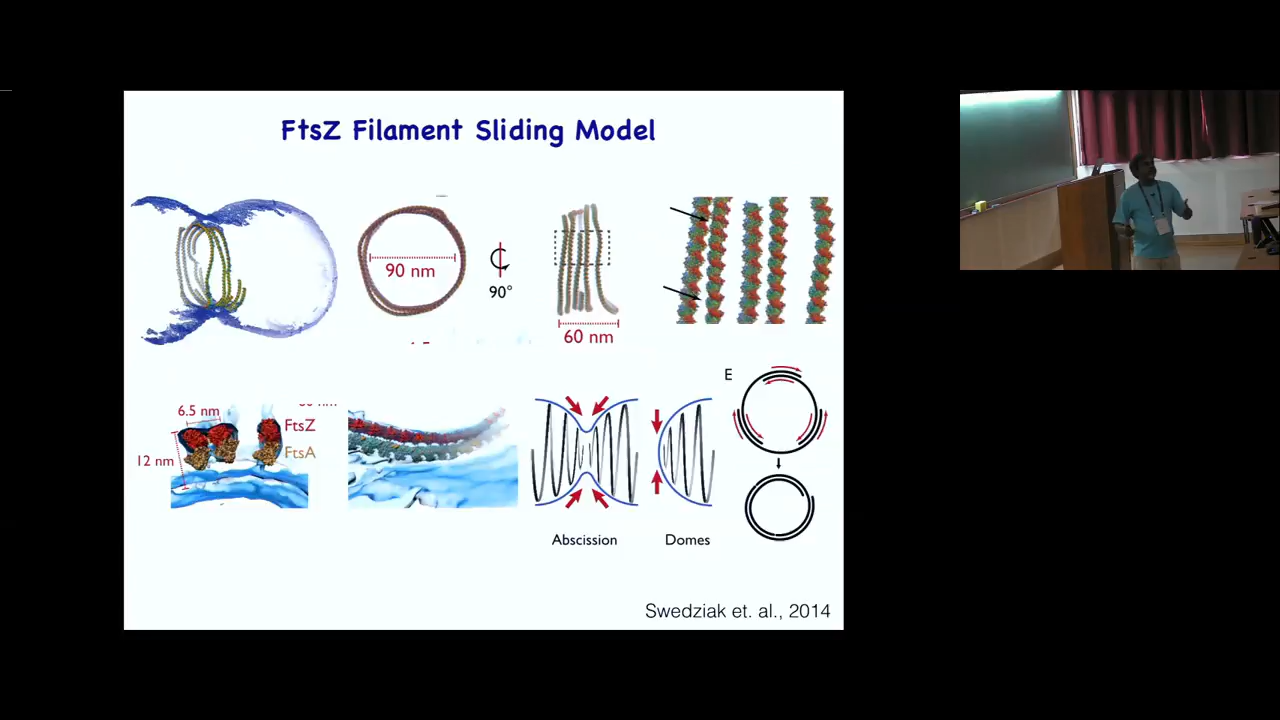 FtsZ Filament Sliding Model
90 nm
90°
60 nm
E
6.5 nm
FtsZ
FtsA
12 nm
Abscission
Domes
Swedziak et. al., 2014